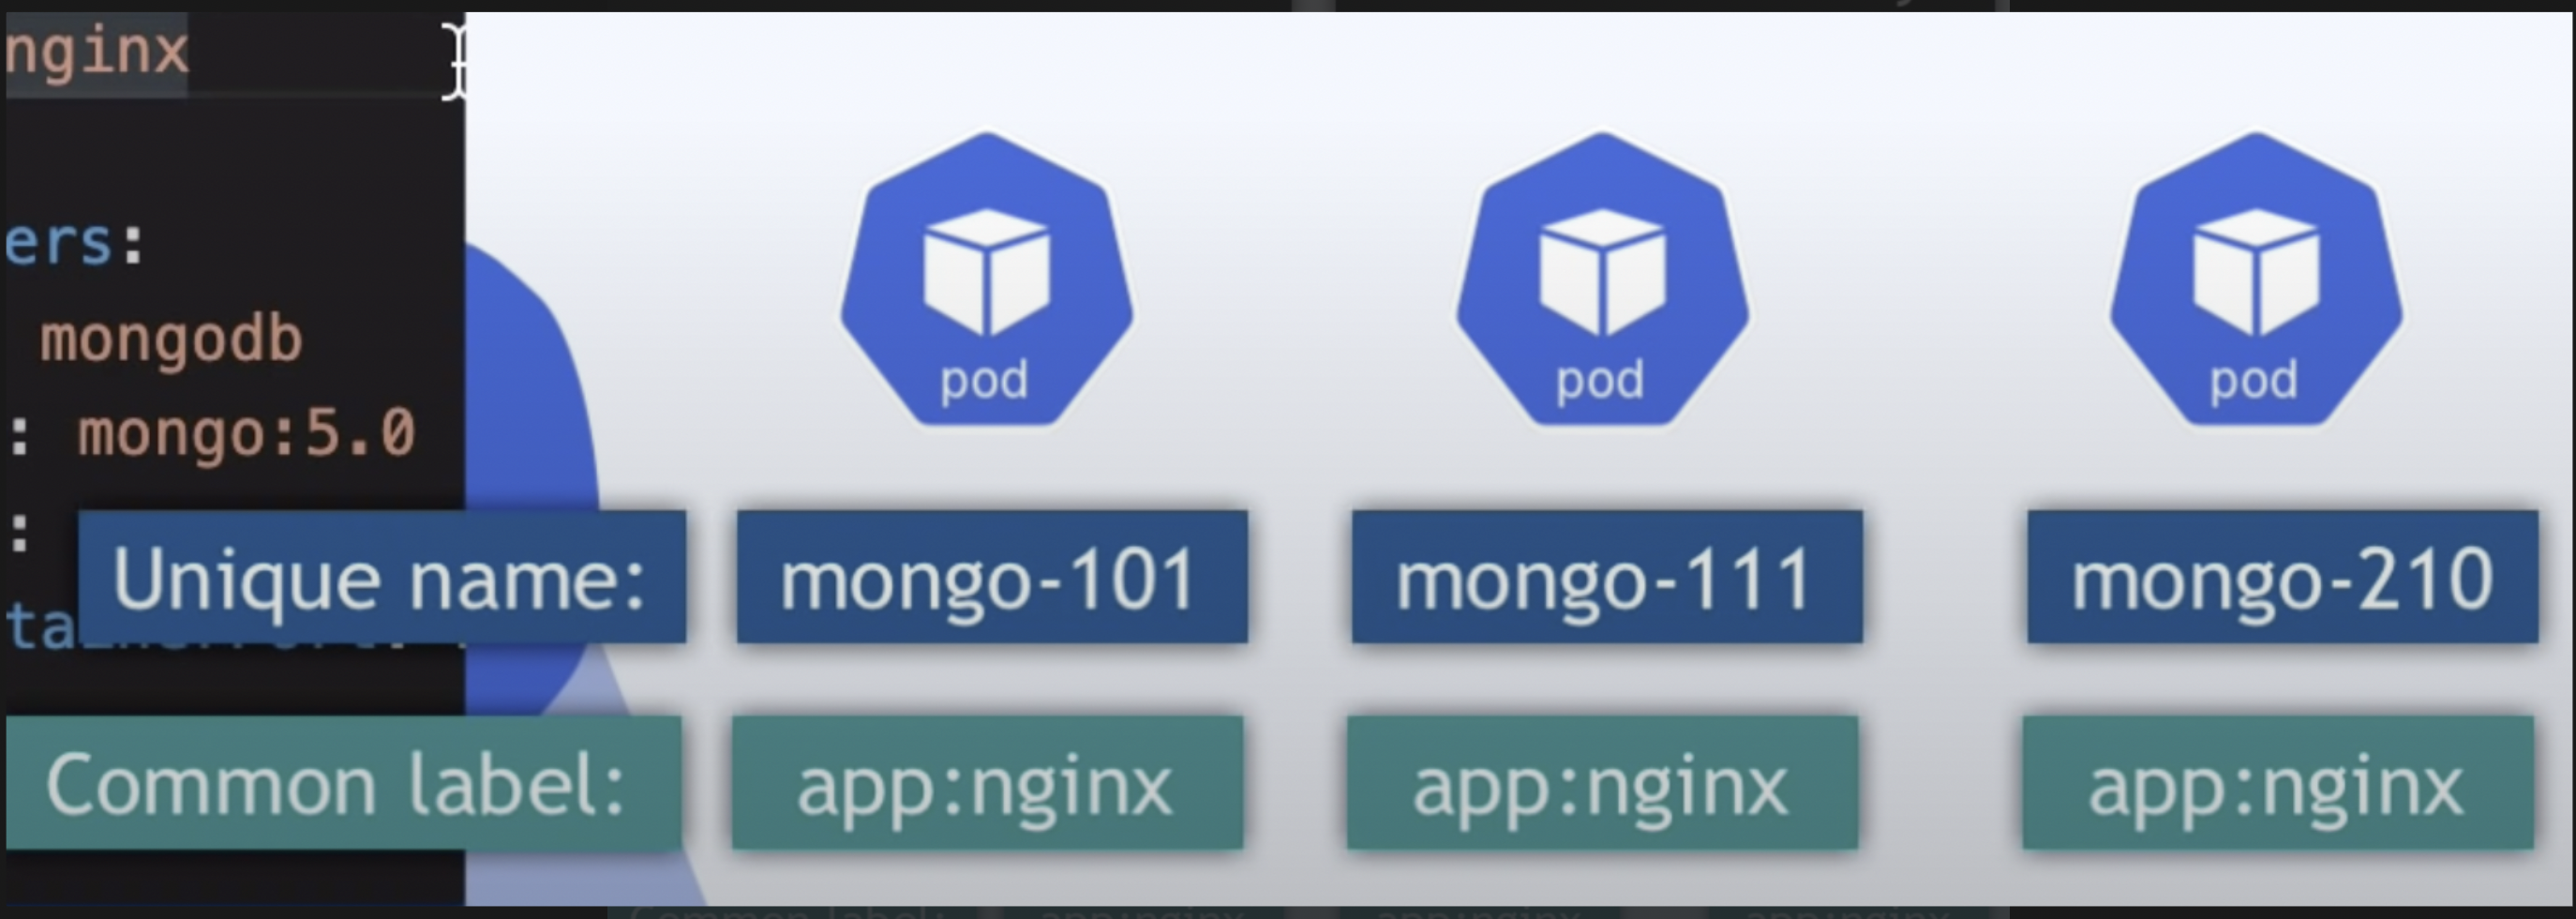 nginx
ers:
mongodb
: mongo:5.0
:
pod pod pod
Unique name: mongo-101 mongo-111 mongo-210
Common label: app:nginx app:nginx app:nginx